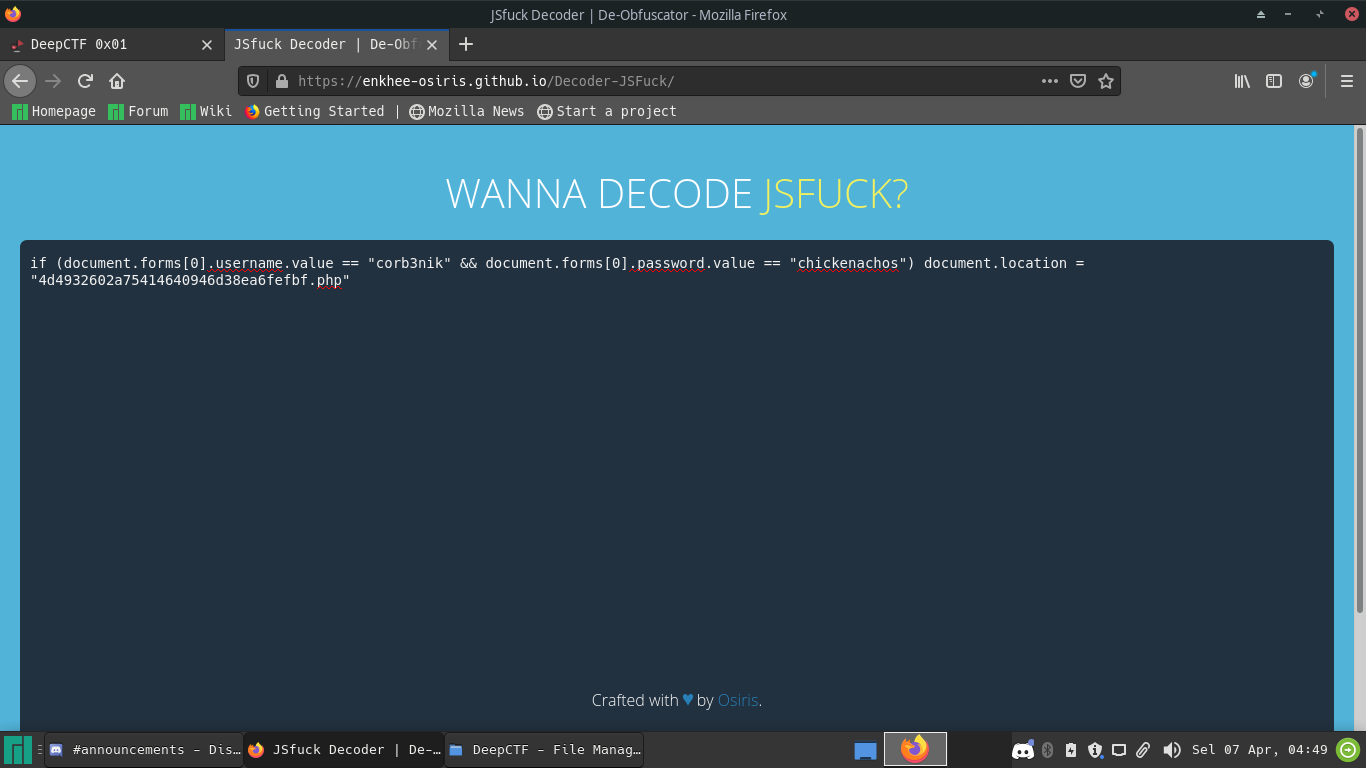 JSfuck Decoder | De-Obfuscator - Mozilla Firefox
DeepCTF 0x01
JSfuck Decoder | De-Obf
https://enkhee-osiris.github.io/Decoder-JSFuck/
Homepage Forum Wiki Getting Started | Mozilla News Start a project
WANNA DECODE JSFUCK?
if (document.forms[0].username.value == "corb3nik" && document.forms[0].password.value == "chickenachos") document.location =
"4d4932602a75414640946d38ea6fefbf.php"
Crafted with ♥ by Osiris.
#announcements - Dis… JSfuck Decoder | De-… DeepCTF - File Manag… Sel 07 Apr, 04:49